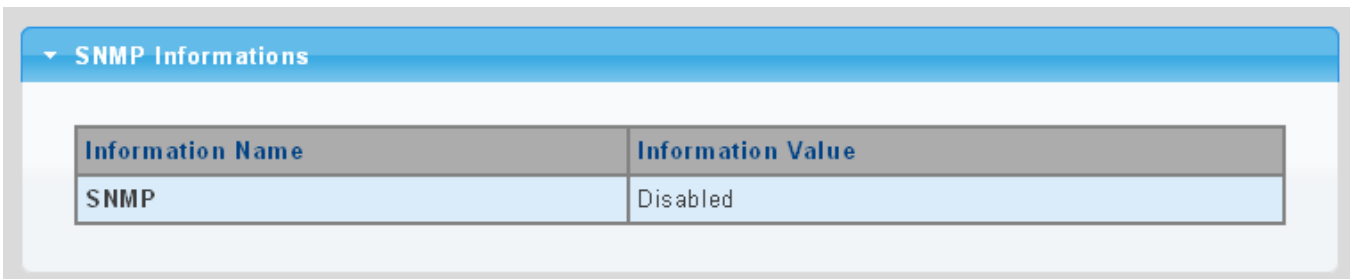 SNMP Informations
Information Name Information Value
SNMP Disabled